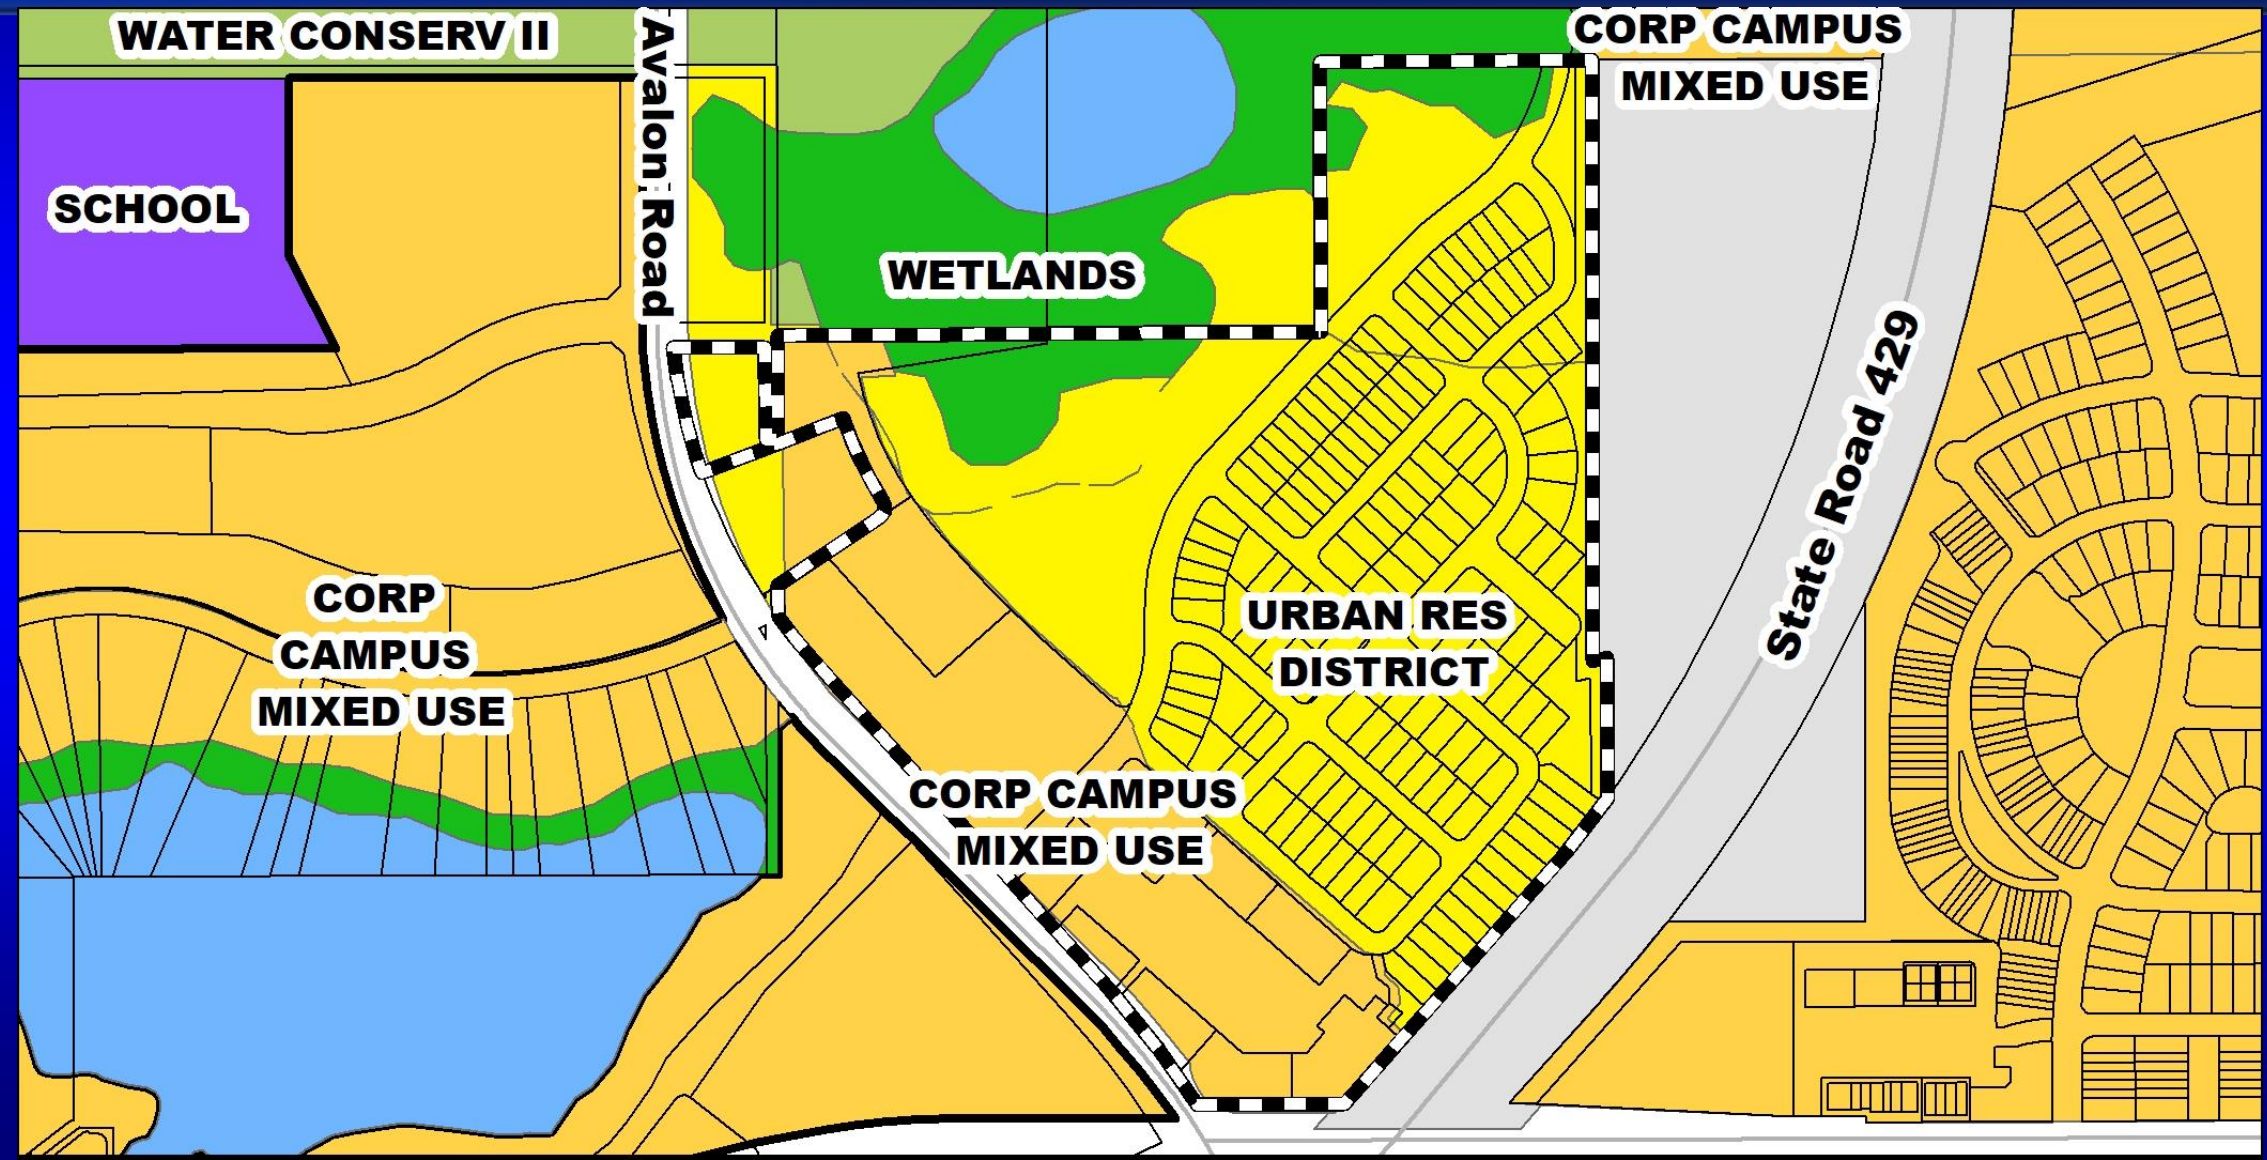 WATER CONSERV II
Avalon Road
CORP CAMPUS
MIXED USE
SCHOOL
WETLANDS
State Road 429
CORP
CAMPUS
MIXED USE
URBAN RES
DISTRICT
CORP CAMPUS
MIXED USE